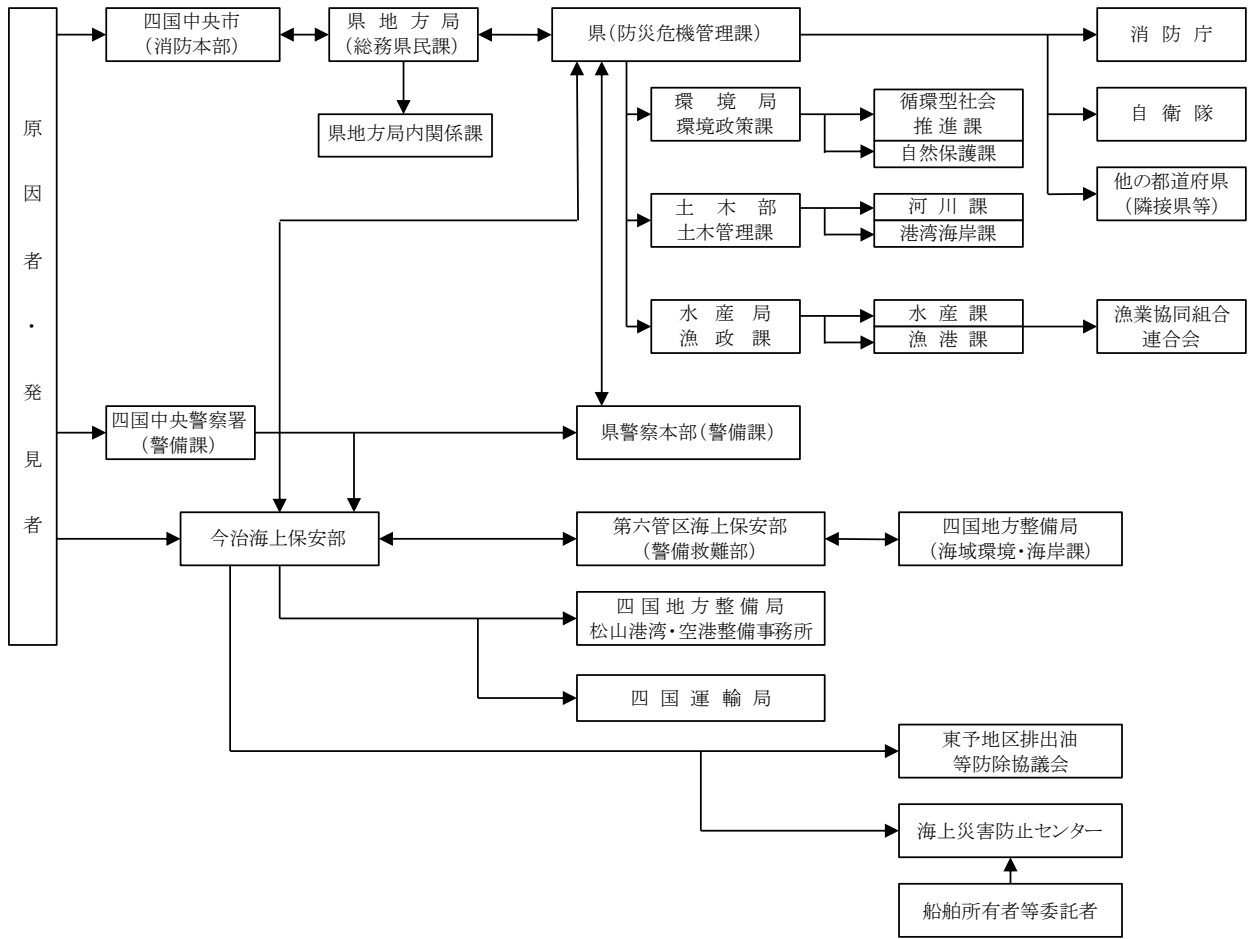 原因者・発見者
四国中央市
(消防本部)
県地方局
(総務県民課)
県(防災危機管理課)
消防庁
県地方局内関係課
環境局
環境政策課
循環型社会
推進課
自然保護課
自衛隊
土木部
土木管理課
河川課
港湾海岸課
他の都道府県
(隣接県等)
水産局
漁政課
水産課
漁港課
漁業協同組合
連合会
四国中央警察署
(警備課)
県警察本部(警備課)
今治海上保安部
第六管区海上保安部
(警備救難部)
四国地方整備局
(海域環境・海岸課)
四国地方整備局
松山港湾・空港整備事務所
四国運輸局
東予地区排出油
等防除協議会
海上災害防止センター
船舶所有者等委託者